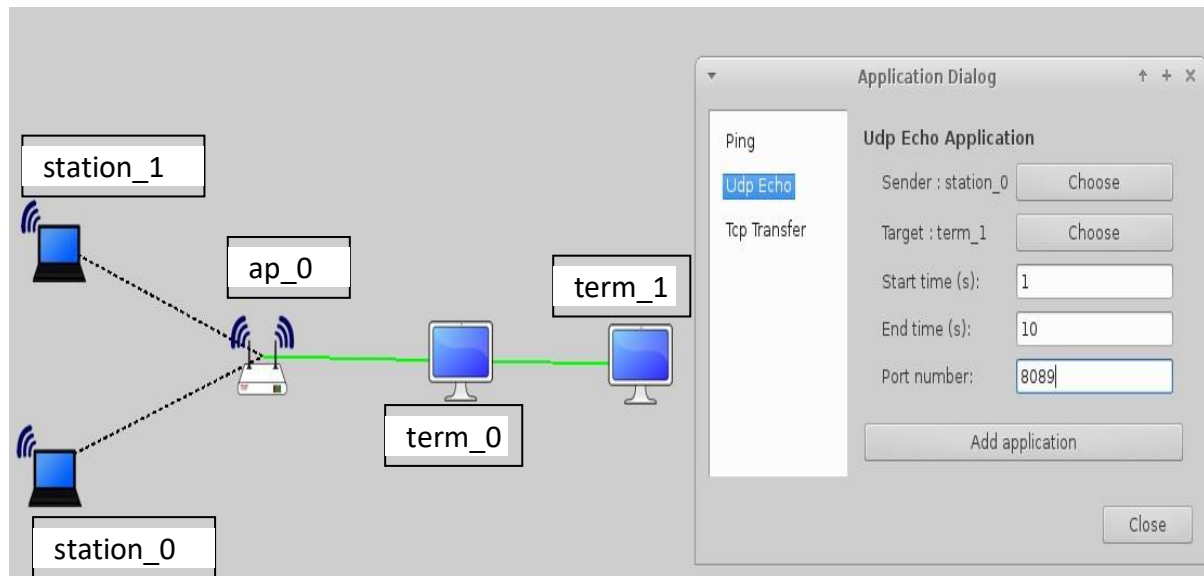 station_1
ap_0
term_1
term_0
station_0
Application Dialog
Ping
Udp Echo
Tcp Transfer
Udp Echo Application
Sender : station_0 Choose
Target : term_1 Choose
Start time (s): 1
End time (s): 10
Port number: 8089
Add application
Close